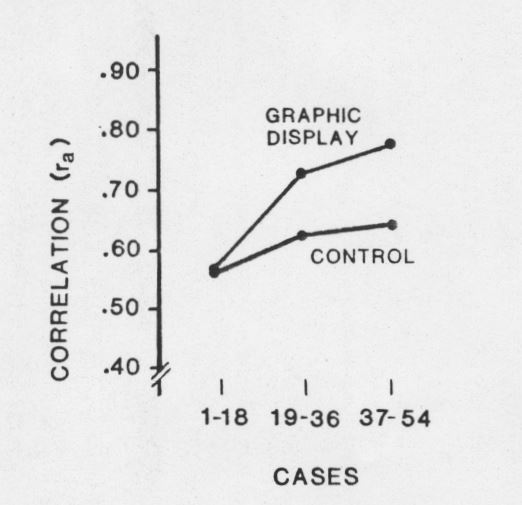 .90
.80
.70
.60
.50
.40
CORRELATION (ra)
GRAPHIC
DISPLAY
CONTROL
1-18 19-36 37-54
CASES